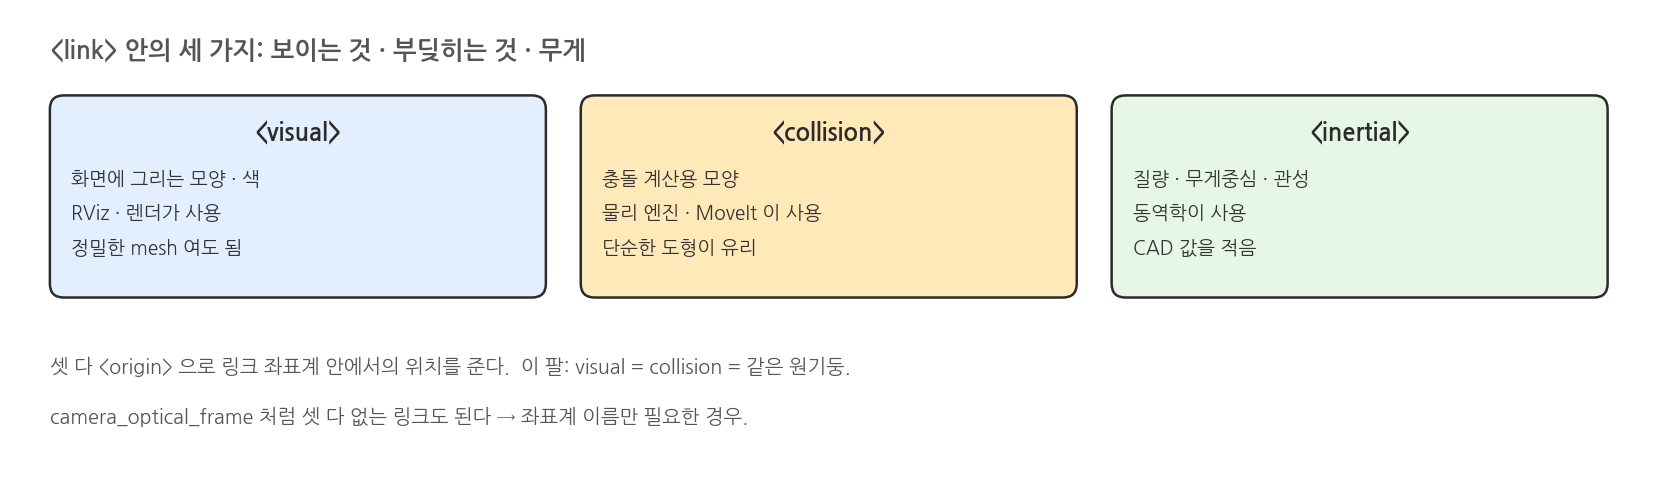 <link> 안의 세 가지: 보이는 것 · 부딪히는 것 · 무게
<visual>
화면에 그리는 모양 · 색
RViz · 렌더가 사용
정밀한 mesh 여도 됨
<collision>
충돌 계산용 모양
물리 엔진 · MoveIt 이 사용
단순한 도형이 유리
<inertial>
질량 · 무게중심 · 관성
동역학이 사용
CAD 값을 적음
셋 다 <origin> 으로 링크 좌표계 안에서의 위치를 준다. 이 팔: visual = collision = 같은 원기둥.
camera_optical_frame 처럼 셋 다 없는 링크도 된다 → 좌표계 이름만 필요한 경우.